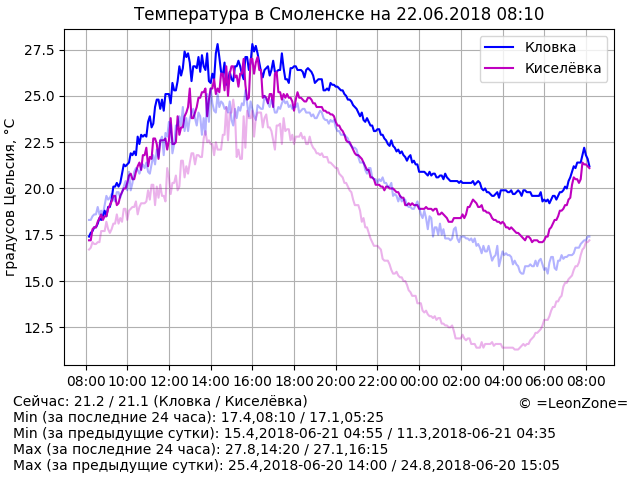 Температура в Смоленске на 22.06.2018 08:10
27.5
25.0
22.5
20.0
17.5
15.0
12.5
градусов Цельсия, °C
Кловка
Киселёвка
08:00 10:00 12:00 14:00 16:00 18:00 20:00 22:00 00:00 02:00 04:00 06:00 08:00
Сейчас: 21.2 / 21.1 (Кловка / Киселёвка)
© =LeonZone=
Min (за последние 24 часа): 17.4,08:10 / 17.1,05:25
Min (за предыдущие сутки): 15.4,2018-06-21 04:55 / 11.3,2018-06-21 04:35
Max (за последние 24 часа): 27.8,14:20 / 27.1,16:15
Max (за предыдущие сутки): 25.4,2018-06-20 14:00 / 24.8,2018-06-20 15:05